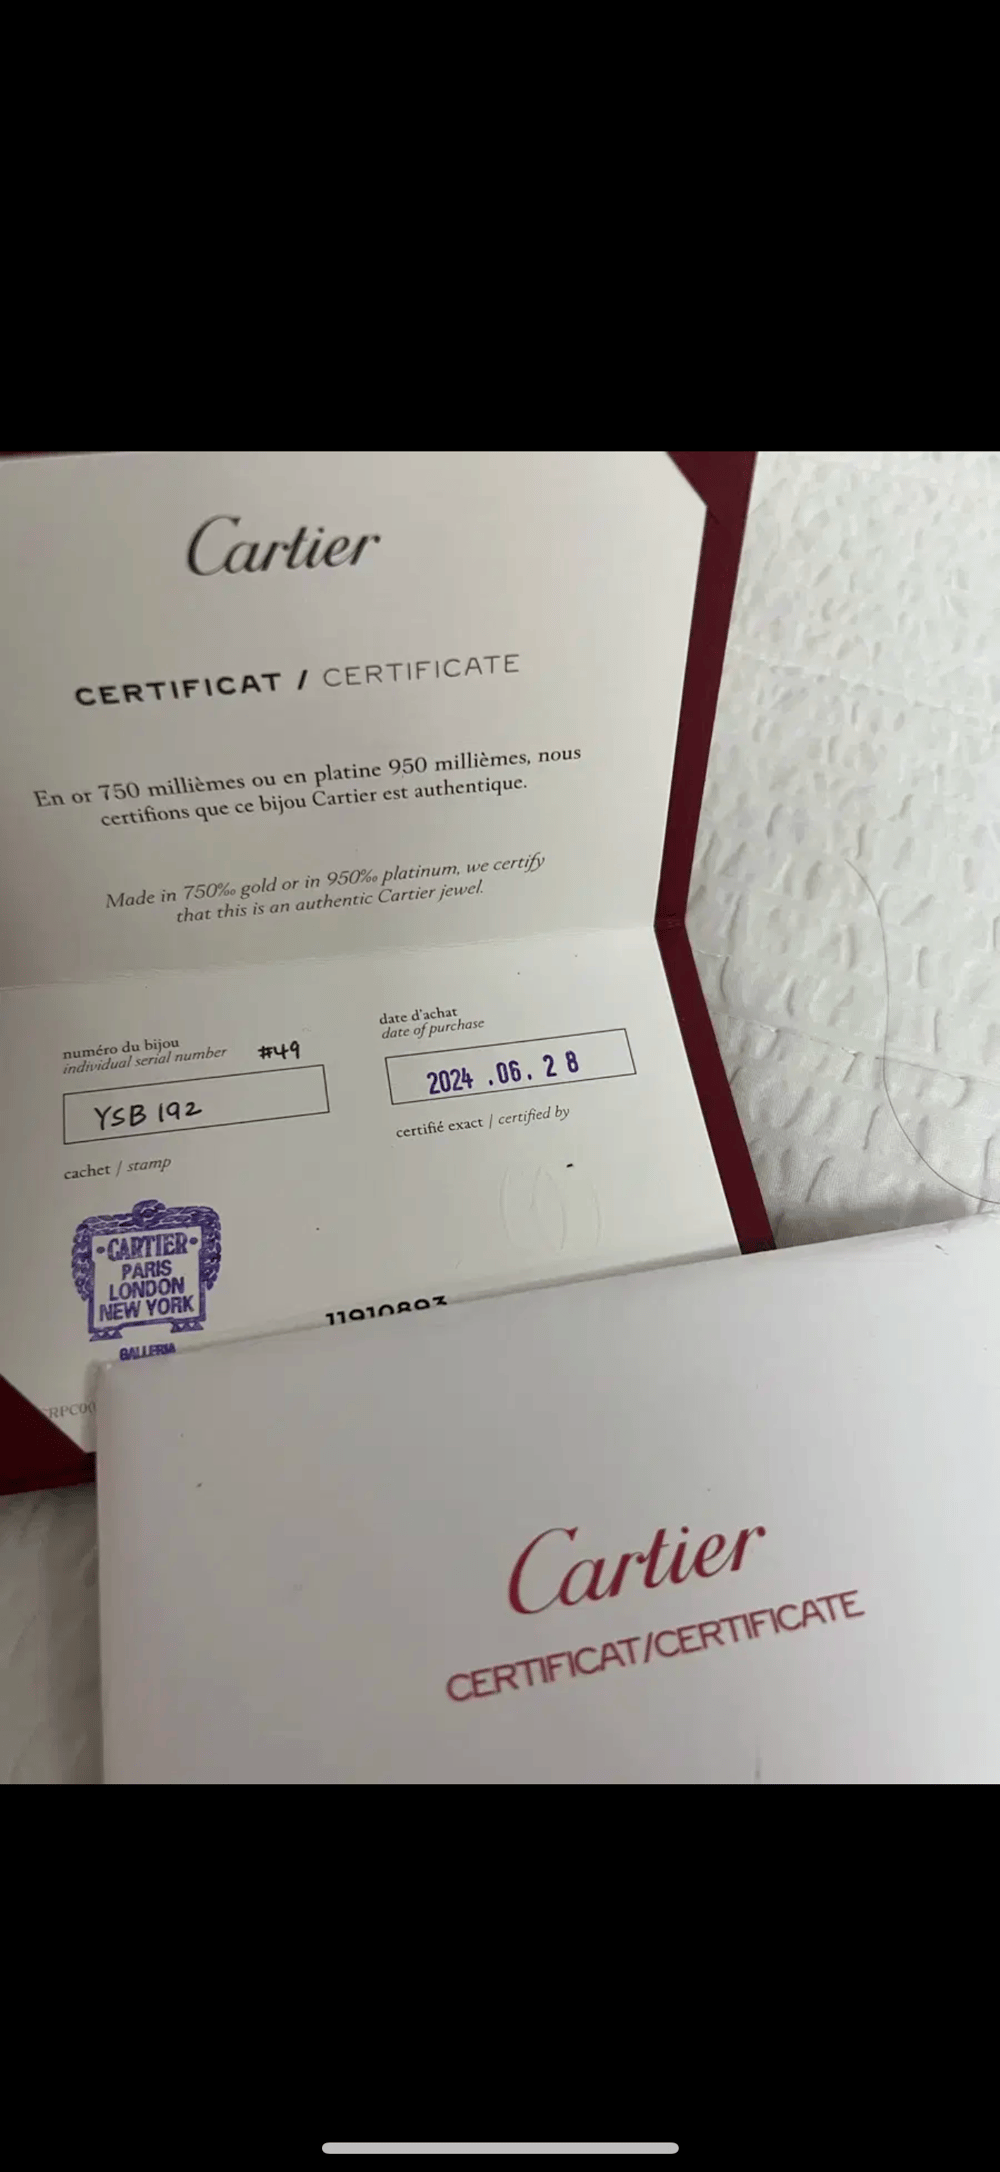 Cartier
CERTIFICAT / CERTIFICATE
En or 750 millièmes ou en platine 950 millièmes, nous
certifions que ce bijou Cartier est authentique.
Made in 750‰ gold or in 950‰ platinum, we certify
that this is an authentic Cartier jewel.
numéro du bijou
individual serial number #49
YSB 192
date d'achat
date of purchase
2024 .06. 2 8
cachet / stamp
certifié exact / certified by
CARTIER
PARIS
LONDON
NEW YORK
GALLERIA
11910893
Cartier
CERTIFICAT/CERTIFICATE